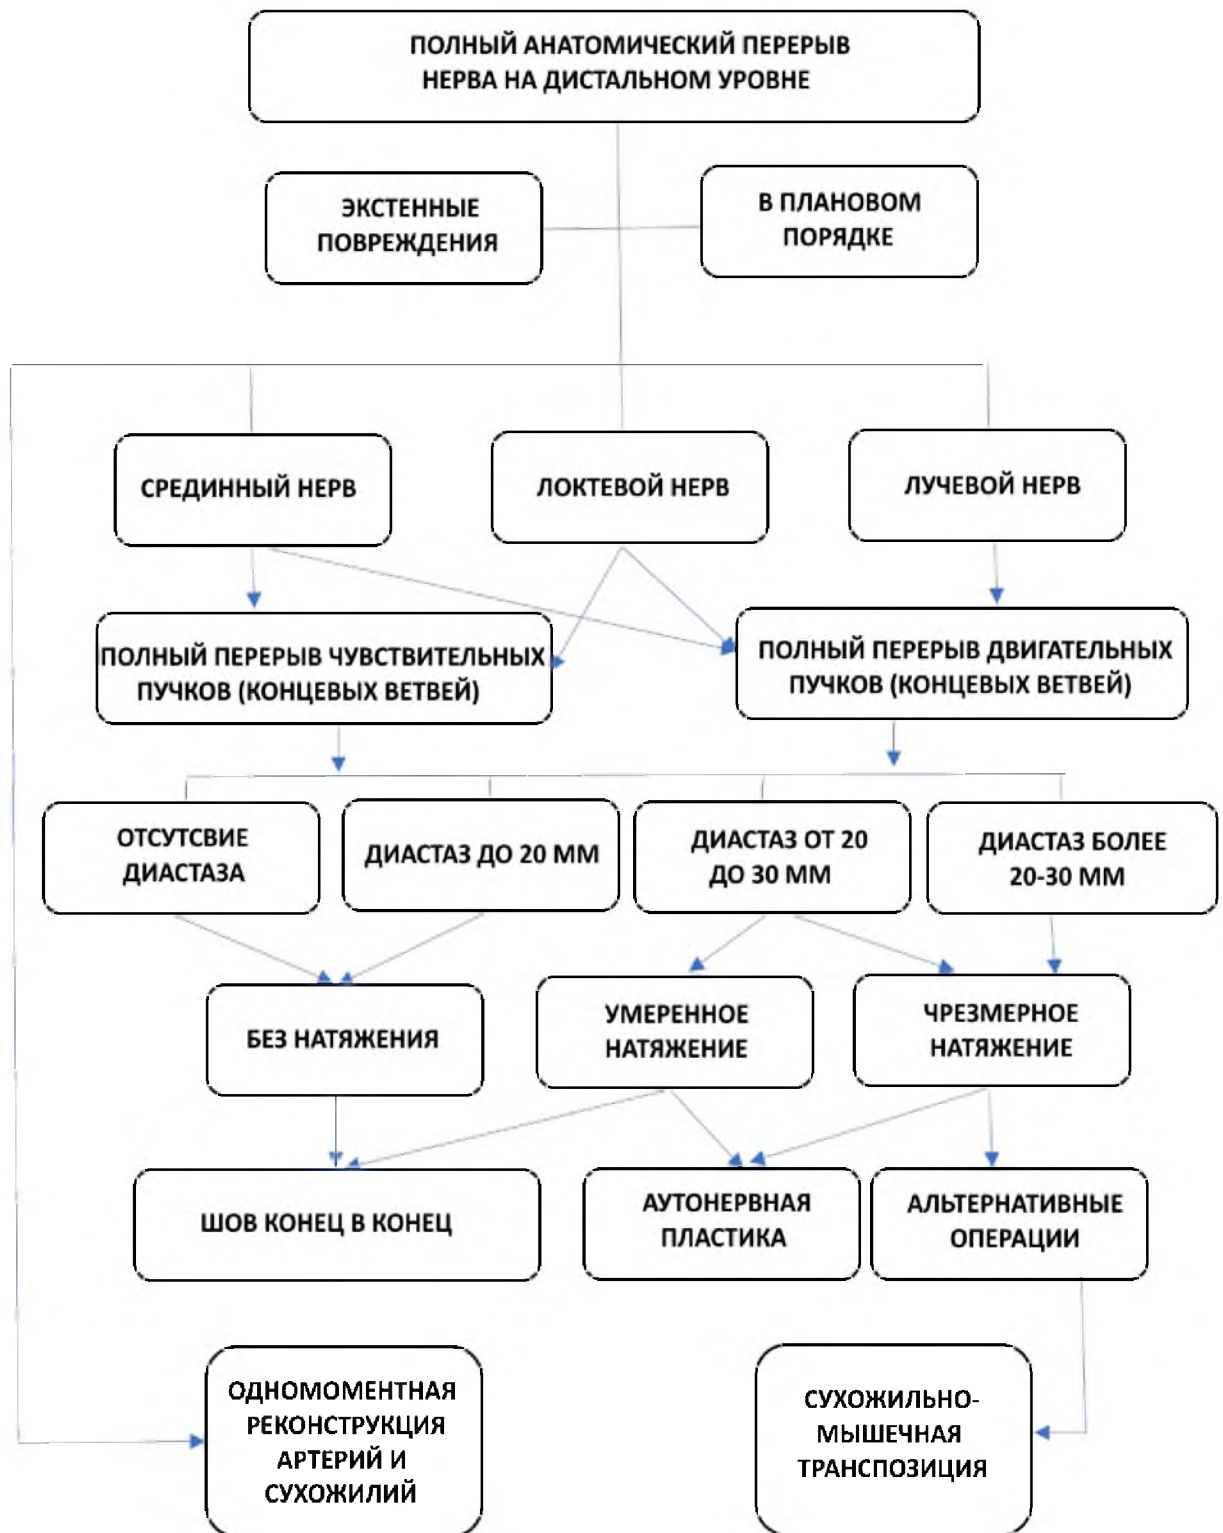 ПОЛНЫЙ АНАТОМИЧЕСКИЙ ПЕРЕРЫВ
НЕРВА НА ДИСТАЛЬНОМ УРОВНЕ
ЭКСТЕННЫЕ
ПОВРЕЖДЕНИЯ
В ПЛАНОВОМ
ПОРЯДКЕ
СРЕДИННЫЙ НЕРВ
ЛОКТЕВОЙ НЕРВ
ЛУЧЕВОЙ НЕРВ
ПОЛНЫЙ ПЕРЕРЫВ ЧУВСТВИТЕЛЬНЫХ
ПУЧКОВ (КОНЦЕВЫХ ВЕТВЕЙ)
ПОЛНЫЙ ПЕРЕРЫВ ДВИГАТЕЛЬНЫХ
ПУЧКОВ (КОНЦЕВЫХ ВЕТВЕЙ)
ОТСУТСВИЕ
ДИАСТАЗА
ДИАСТАЗ ДО 20 ММ
ДИАСТАЗ ОТ 20
ДО 30 ММ
ДИАСТАЗ БОЛЕЕ
20-30 ММ
БЕЗ НАТЯЖЕНИЯ
УМЕРЕННОЕ
НАТЯЖЕНИЕ
ЧРЕЗМЕРНОЕ
НАТЯЖЕНИЕ
ШОВ КОНЕЦ В КОНЕЦ
АУТОНЕРВНАЯ
ПЛАСТИКА
АЛЬТЕРНАТИВНЫЕ
ОПЕРАЦИИ
ОДНОМОМЕНТНАЯ
РЕКОНСТРУКЦИЯ
АРТЕРИЙ И
СУХОЖИЛИЙ
СУХОЖИЛЬНО-
МЫШЕЧНАЯ
ТРАНСПОЗИЦИЯ